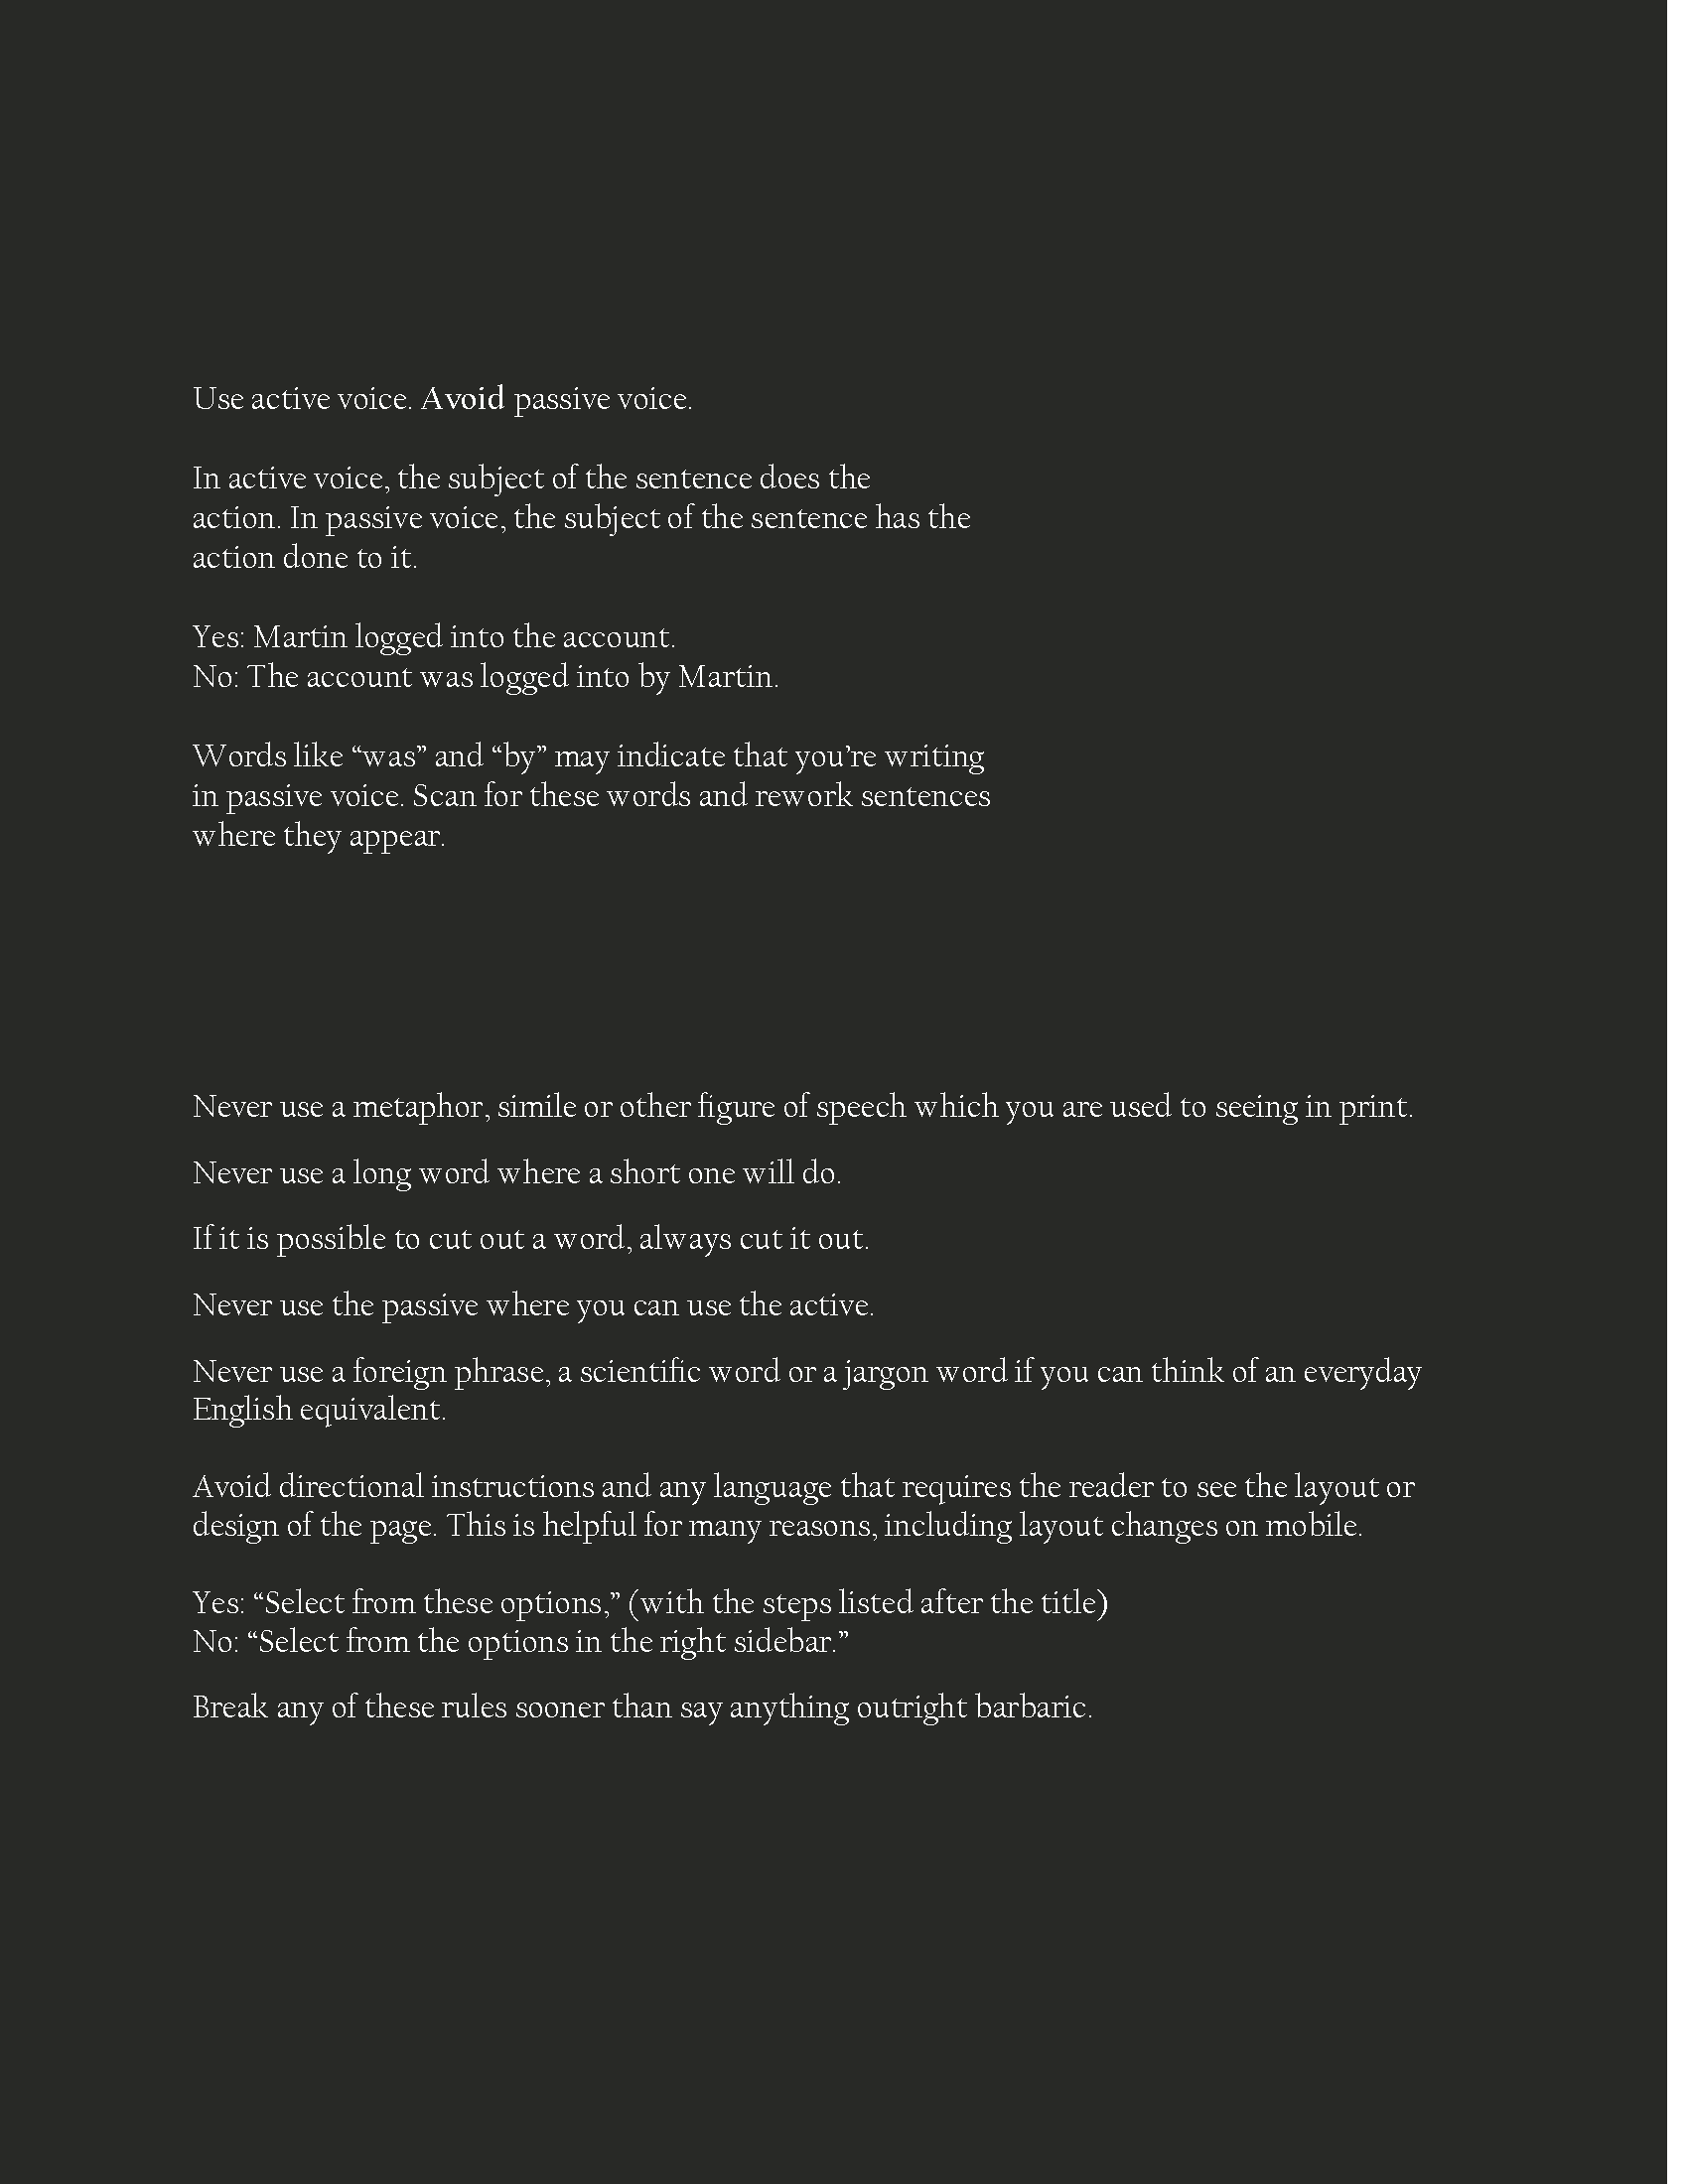 Use active voice. Avoid passive voice.
In active voice, the subject of the sentence does the
action. In passive voice, the subject of the sentence has the
action done to it.
Yes: Martin logged into the account.
No: The account was logged into by Martin.
Words like “was” and “by” may indicate that you’re writing
in passive voice. Scan for these words and rework sentences
where they appear.
Never use a metaphor, simile or other figure of speech which you are used to seeing in print.
Never use a long word where a short one will do.
If it is possible to cut out a word, always cut it out.
Never use the passive where you can use the active.
Never use a foreign phrase, a scientific word or a jargon word if you can think of an everyday
English equivalent.
Avoid directional instructions and any language that requires the reader to see the layout or
design of the page. This is helpful for many reasons, including layout changes on mobile.
Yes: “Select from these options,” (with the steps listed after the title)
No: “Select from the options in the right sidebar.”
Break any of these rules sooner than say anything outright barbaric.